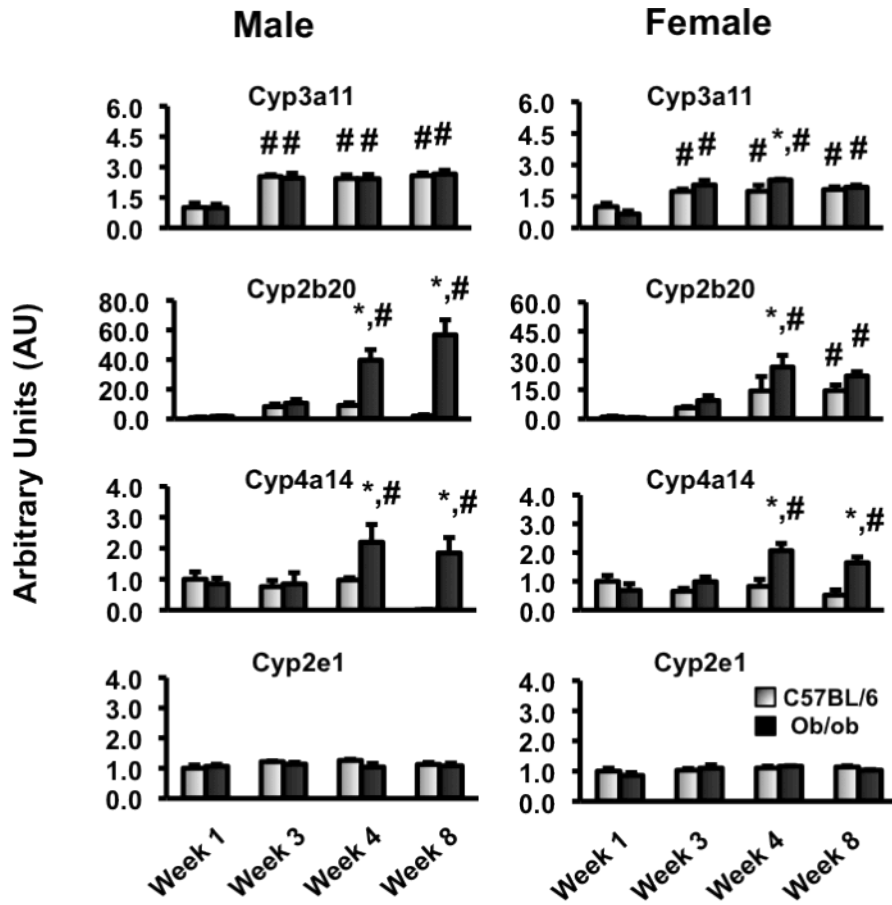 Male
Female
Arbitrary Units (AU)
Cyp3a11
6.0
4.5
3.0
1.5
0.0
# # # # # #
Cyp3a11
6.0
4.5
3.0
1.5
0.0
# # # *,# # #
Cyp2b20
80.0
60.0
40.0
20.0
0.0
*,# *,#
Cyp2b20
60.0
45.0
30.0
15.0
0.0
*,# # #
Cyp4a14
4.0
3.0
2.0
1.0
0.0
*,# *,#
Cyp4a14
4.0
3.0
2.0
1.0
0.0
*,# *,#
Cyp2e1
4.0
3.0
2.0
1.0
0.0
Cyp2e1
4.0
3.0
2.0
1.0
0.0
C57BL/6
Ob/ob
Week 1
Week 3
Week 4
Week 8
Week 1
Week 3
Week 4
Week 8